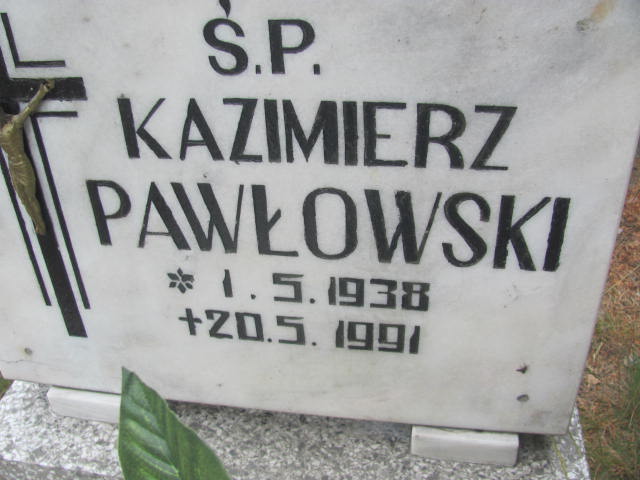 Ś.P.
KAZIMIERZ
PAWŁOWSKI
* 1.5.1938
+20.5.1991